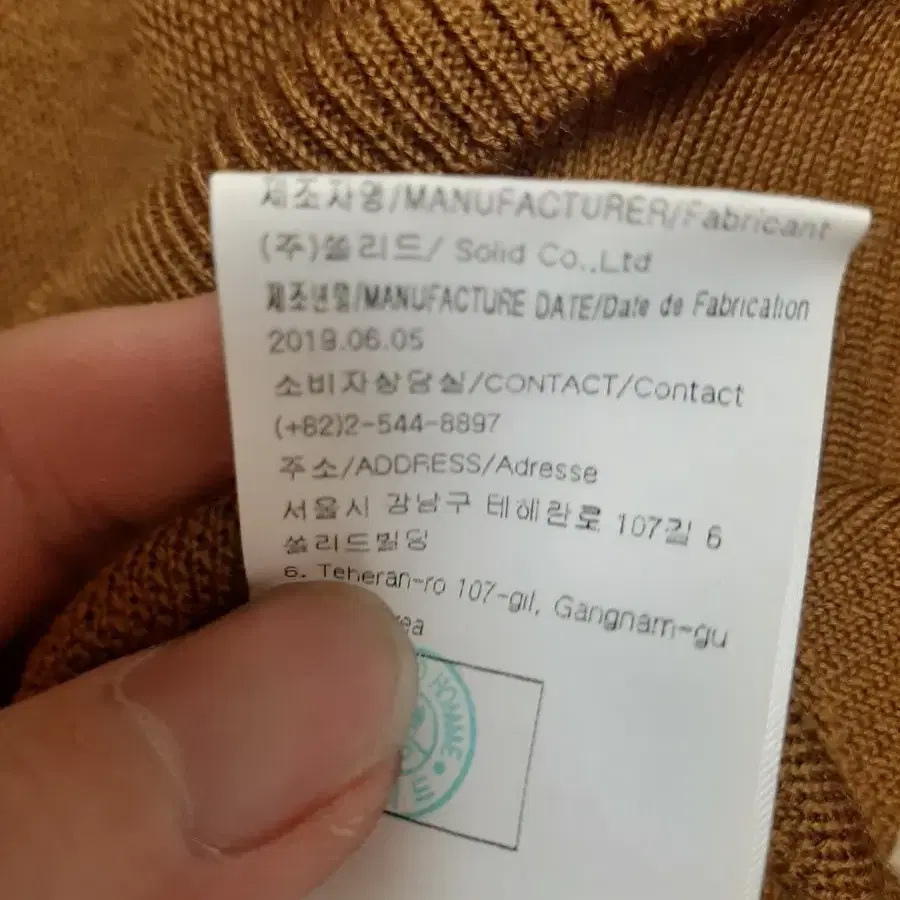 제조자명/MANUFACTURER/Fabricant
(주)쏠리드/ Solid Co.,Ltd
제조년월/MANUFACTURE DATE/Date de Fabrication
2019.06.05
소비자상담실/CONTACT/Contact
(+82)2-544-8897
주소/ADDRESS/Adresse
서울시 강남구 테헤란로 107길 6
쏠리드빌딩
6, Teheran-ro 107-gil, Gangnam-gu
HOMME